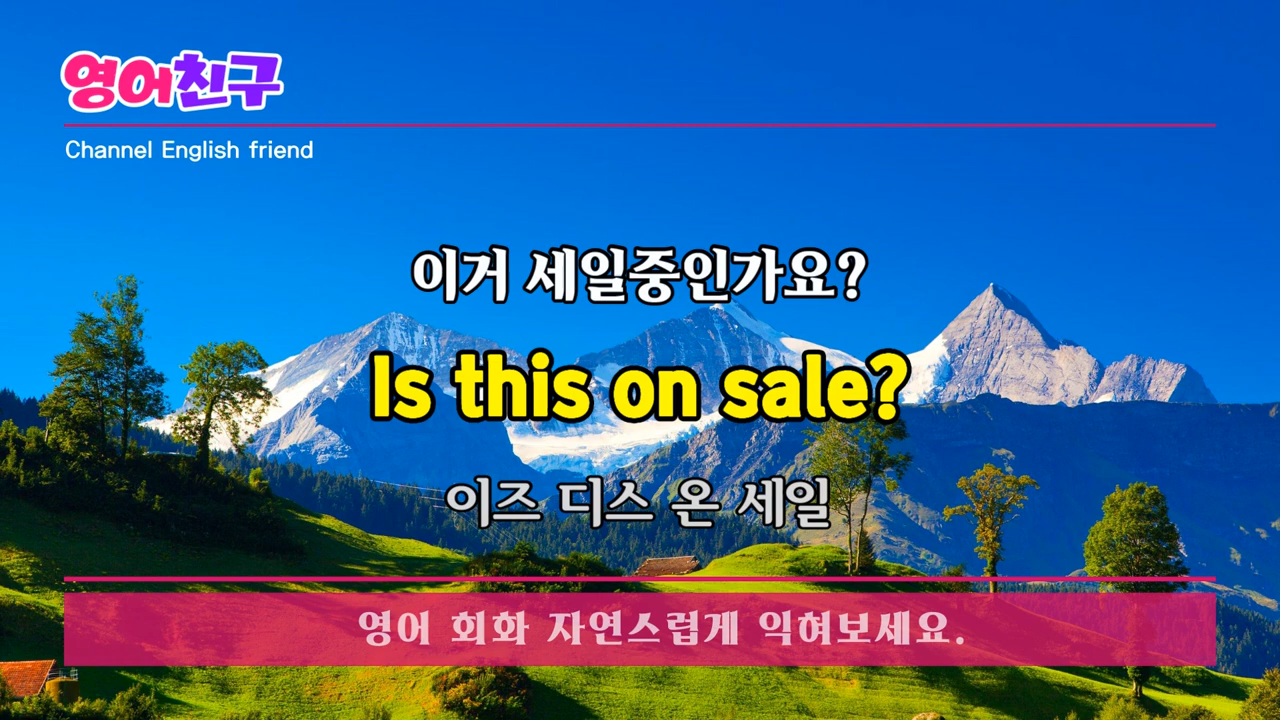 영어친구
Channel English friend
이거 세일중인가요?
Is this on sale?
이즈 디스 온 세일
영어 회화 자연스럽게 익혀보세요.